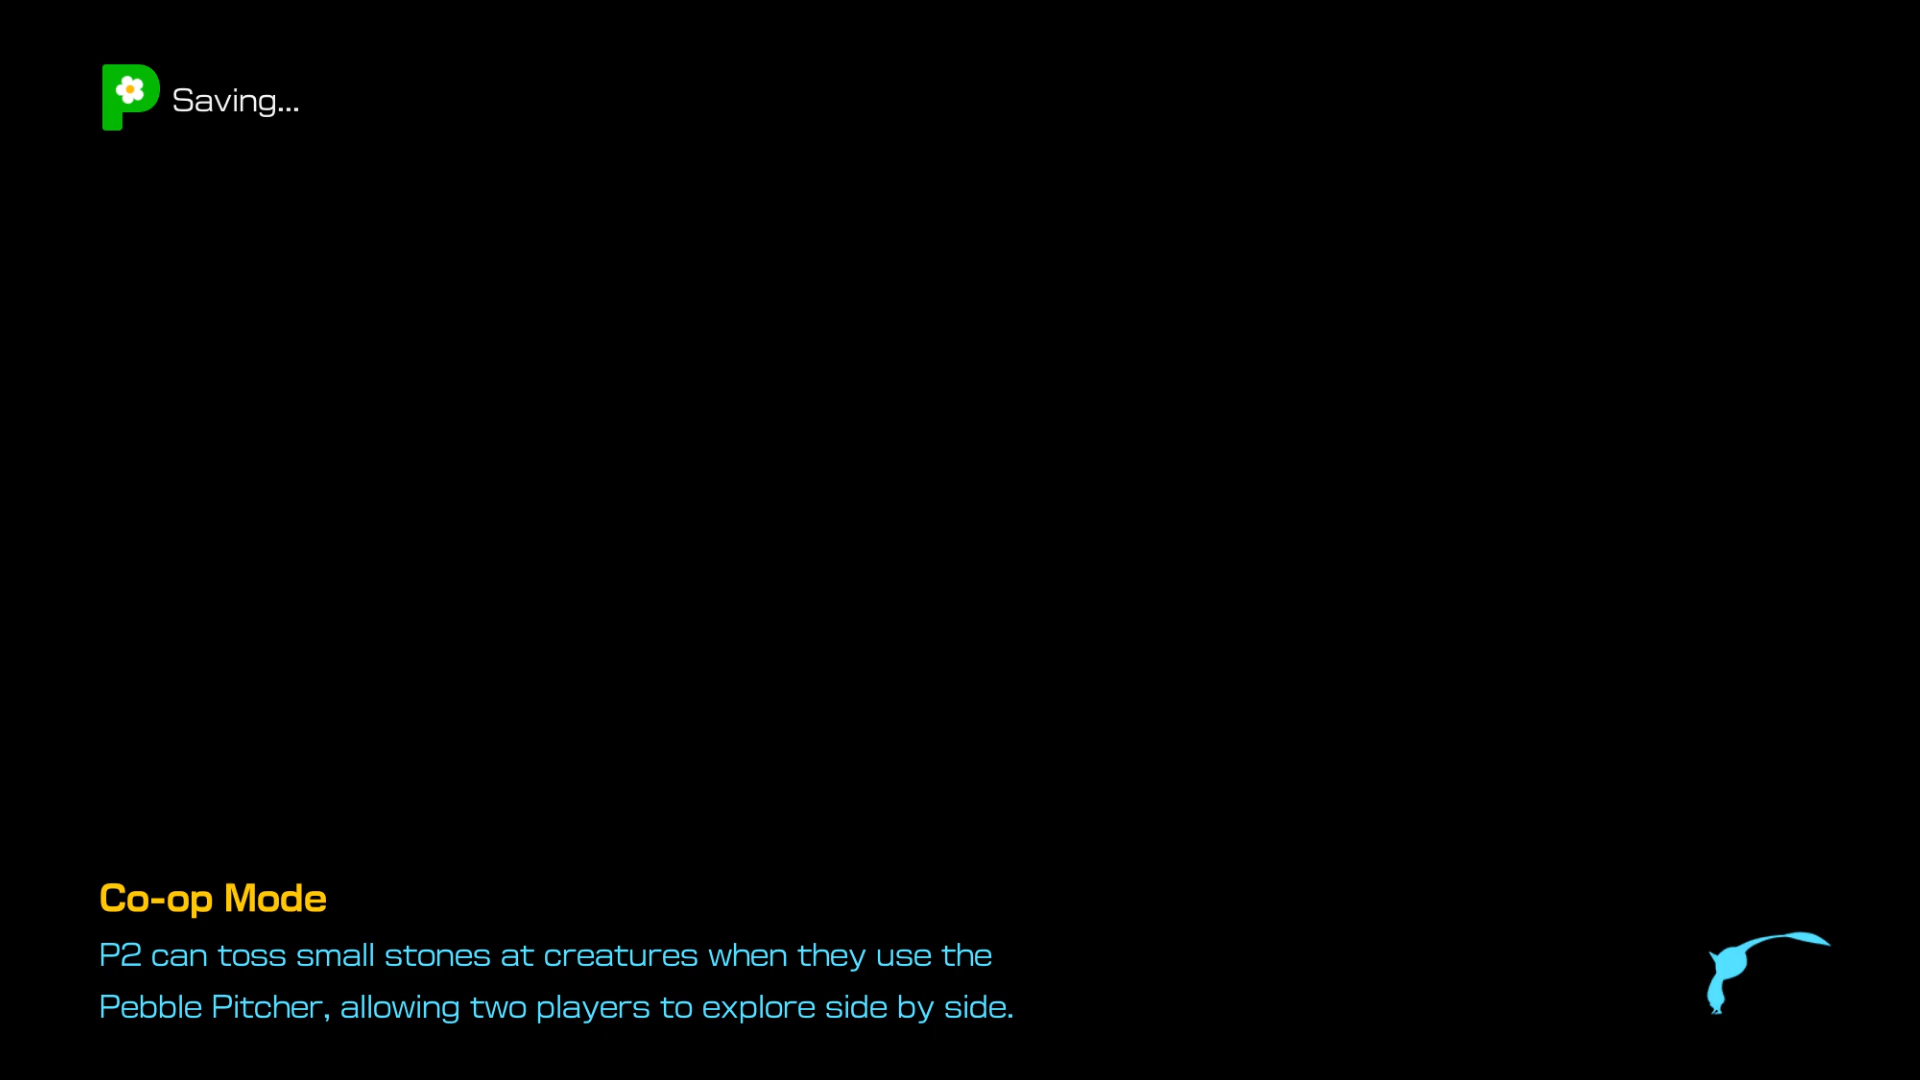 P Saving...
Co-op Mode
P2 can toss small stones at creatures when they use the
Pebble Pitcher, allowing two players to explore side by side.